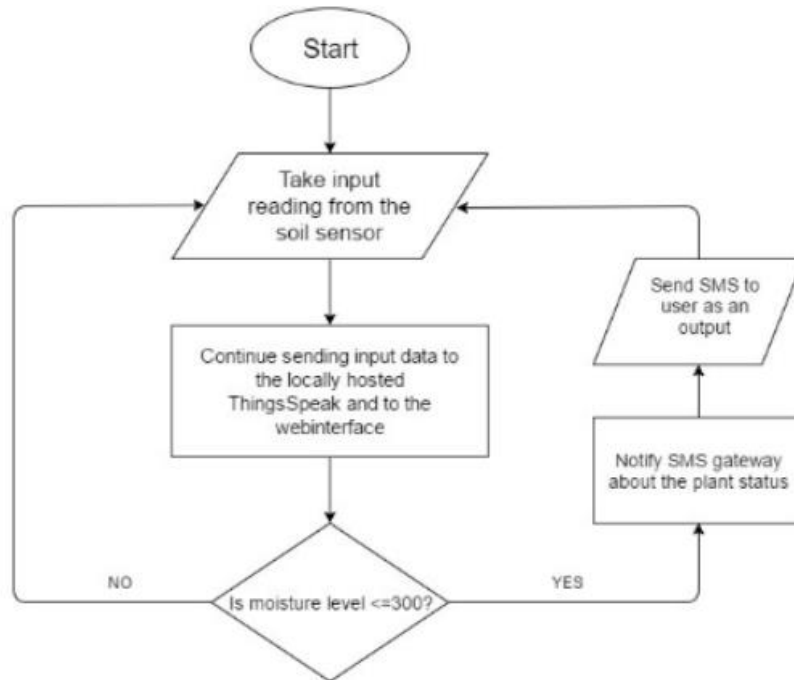 Start
Take input
reading from the
soil sensor
Continue sending input data to
the locally hosted
ThingsSpeak and to the
webinterface
Is moisture level <=300?
NO
YES
Notify SMS gateway
about the plant status
Send SMS to
user as an
output